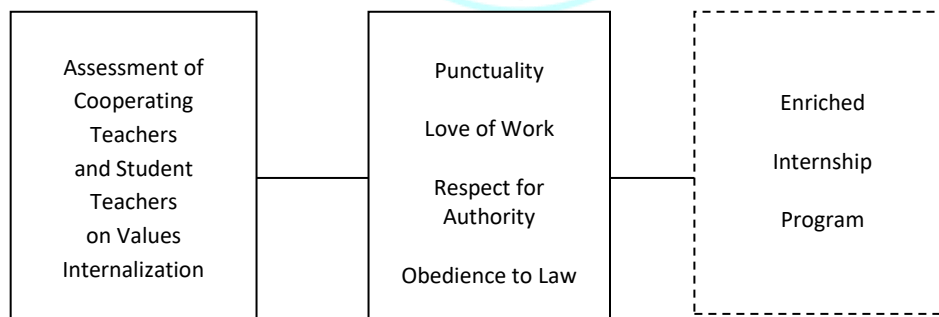 Assessment of
Cooperating
Teachers
and Student
Teachers
on Values
Internalization
Punctuality
Love of Work
Respect for
Authority
Obedience to Law
Enriched
Internship
Program